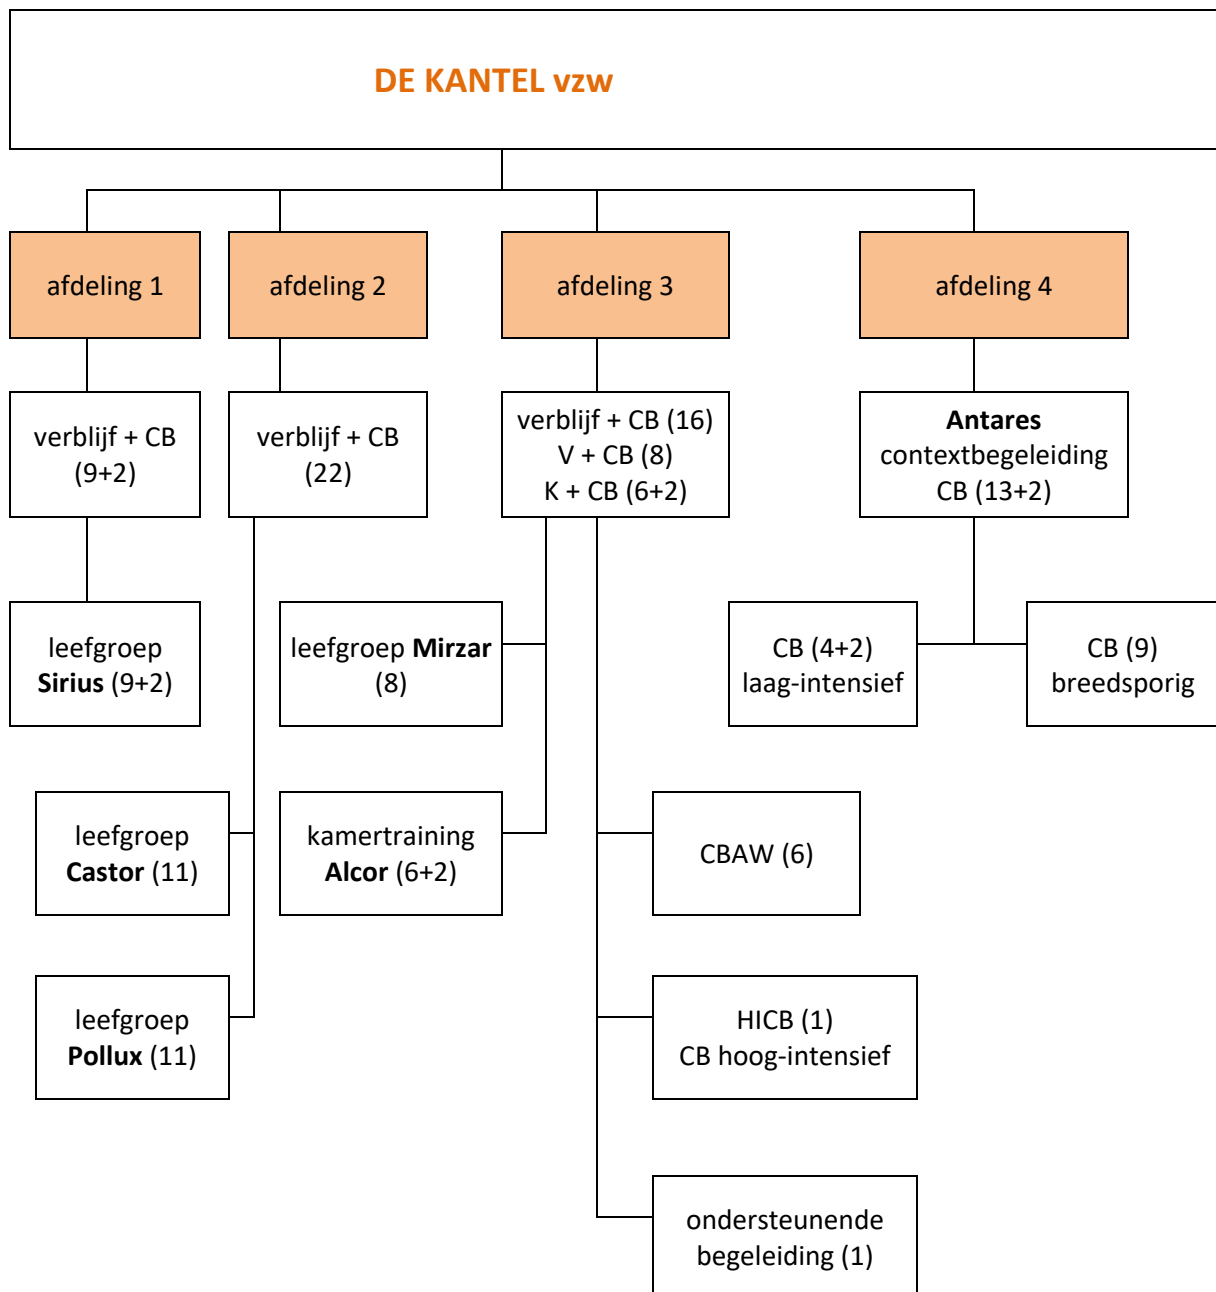 DE KANTEL vzw
afdeling 1
afdeling 2
afdeling 3
afdeling 4
verblijf + CB
(9+2)
verblijf + CB
(22)
verblijf + CB (16)
V + CB (8)
K + CB (6+2)
Antares
contextbegeleiding
CB (13+2)
leefgroep
Sirius (9+2)
leefgroep Mirzar
(8)
CB (4+2)
laag-intensief
CB (9)
breedsporig
leefgroep
Castor (11)
kamertraining
Alcor (6+2)
CBAW (6)
leefgroep
Pollux (11)
HICB (1)
CB hoog-intensief
ondersteunende
begeleiding (1)